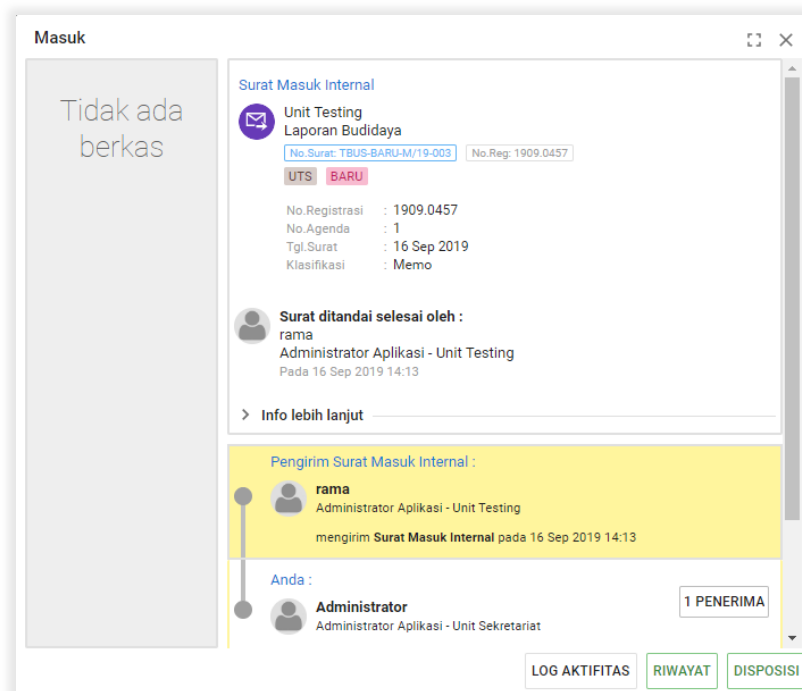 Masuk
Tidak ada
berkas
Surat Masuk Internal
Unit Testing
Laporan Budidaya
No.Surat: TBUS-BARU-M/19-003 No.Reg: 1909.0457
UTS BARU
No.Registrasi : 1909.0457
No.Agenda : 1
Tgl.Surat : 16 Sep 2019
Klasifikasi : Memo
Surat ditandai selesai oleh :
rama
Administrator Aplikasi - Unit Testing
Pada 16 Sep 2019 14:13
Info lebih lanjut
Pengirim Surat Masuk Internal :
rama
Administrator Aplikasi - Unit Testing
mengirim Surat Masuk Internal pada 16 Sep 2019 14:13
Anda :
Administrator
Administrator Aplikasi - Unit Sekretariat
1 PENERIMA
LOG AKTIFITAS RIWAYAT DISPOSISI